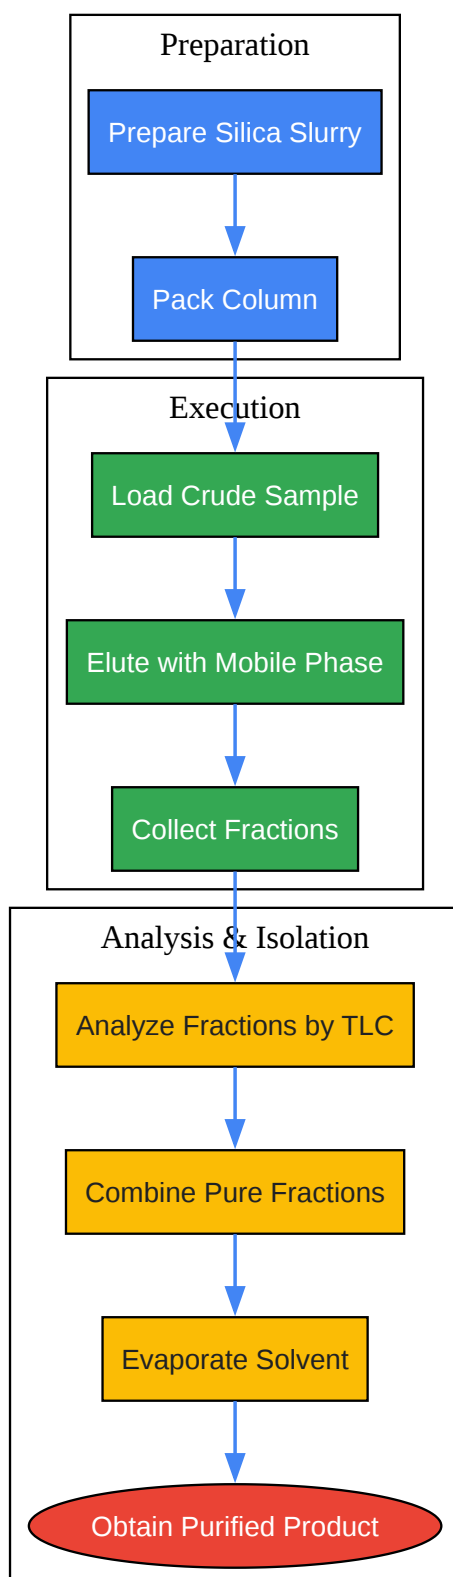 Preparation
Prepare Silica Slurry
Pack Column
Execution
Load Crude Sample
Elute with Mobile Phase
Collect Fractions
Analysis & Isolation
Analyze Fractions by TLC
Combine Pure Fractions
Evaporate Solvent
Obtain Purified Product